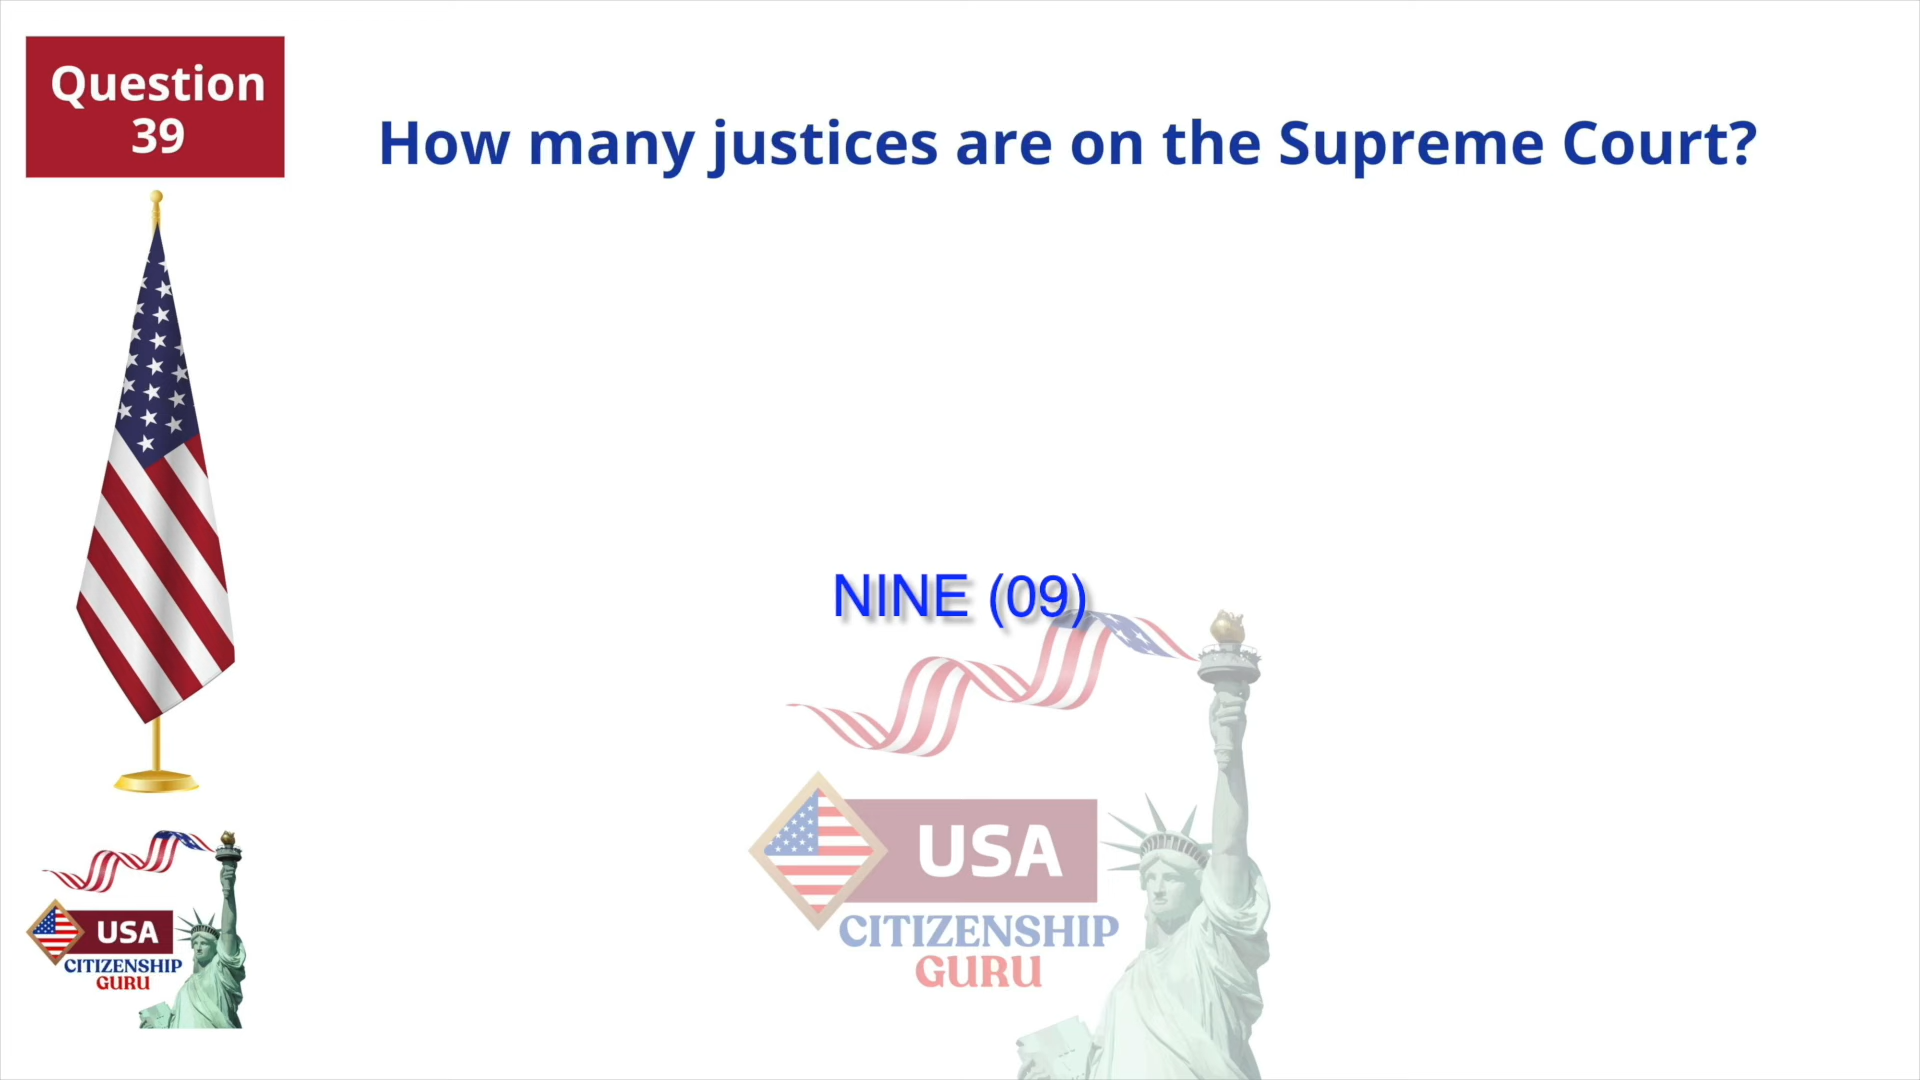 Question
39
How many justices are on the Supreme Court?
NINE (09)
USA
CITIZENSHIP
GURU
USA
CITIZENSHIP
GURU